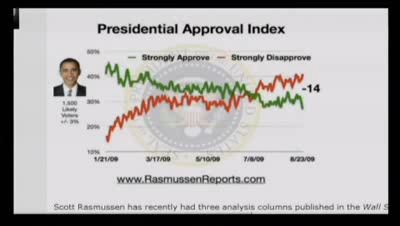 Presidential Approval Index
50%
Strongly Approve
Strongly Disapprove
40%
-14
1,500
Likely
Voters
+/- 3%
30%
20%
10%
1/21/09
3/17/09
5/10/09
7/8/09
8/23/09
www.RasmussenReports.com
Scott Rasmussen has recently had three analysis columns published in the Wall S